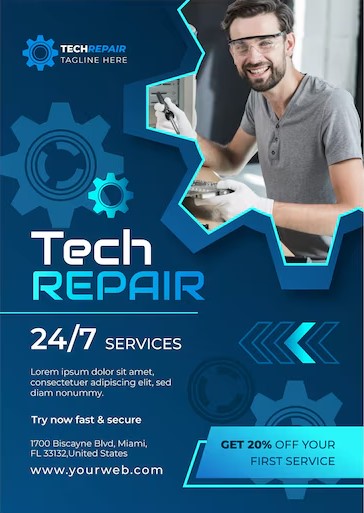 TECHREPAIR
TAGLINE HERE
Tech
REPAIR
24/7 SERVICES
Lorem ipsum dolor sit amet,
consectetuer adipiscing elit, sed
diam nonummy.
Try now fast & secure
1700 Biscayne Blvd, Miami,
FL 33132,United States
www.yourweb.com
GET 20% OFF YOUR
FIRST SERVICE